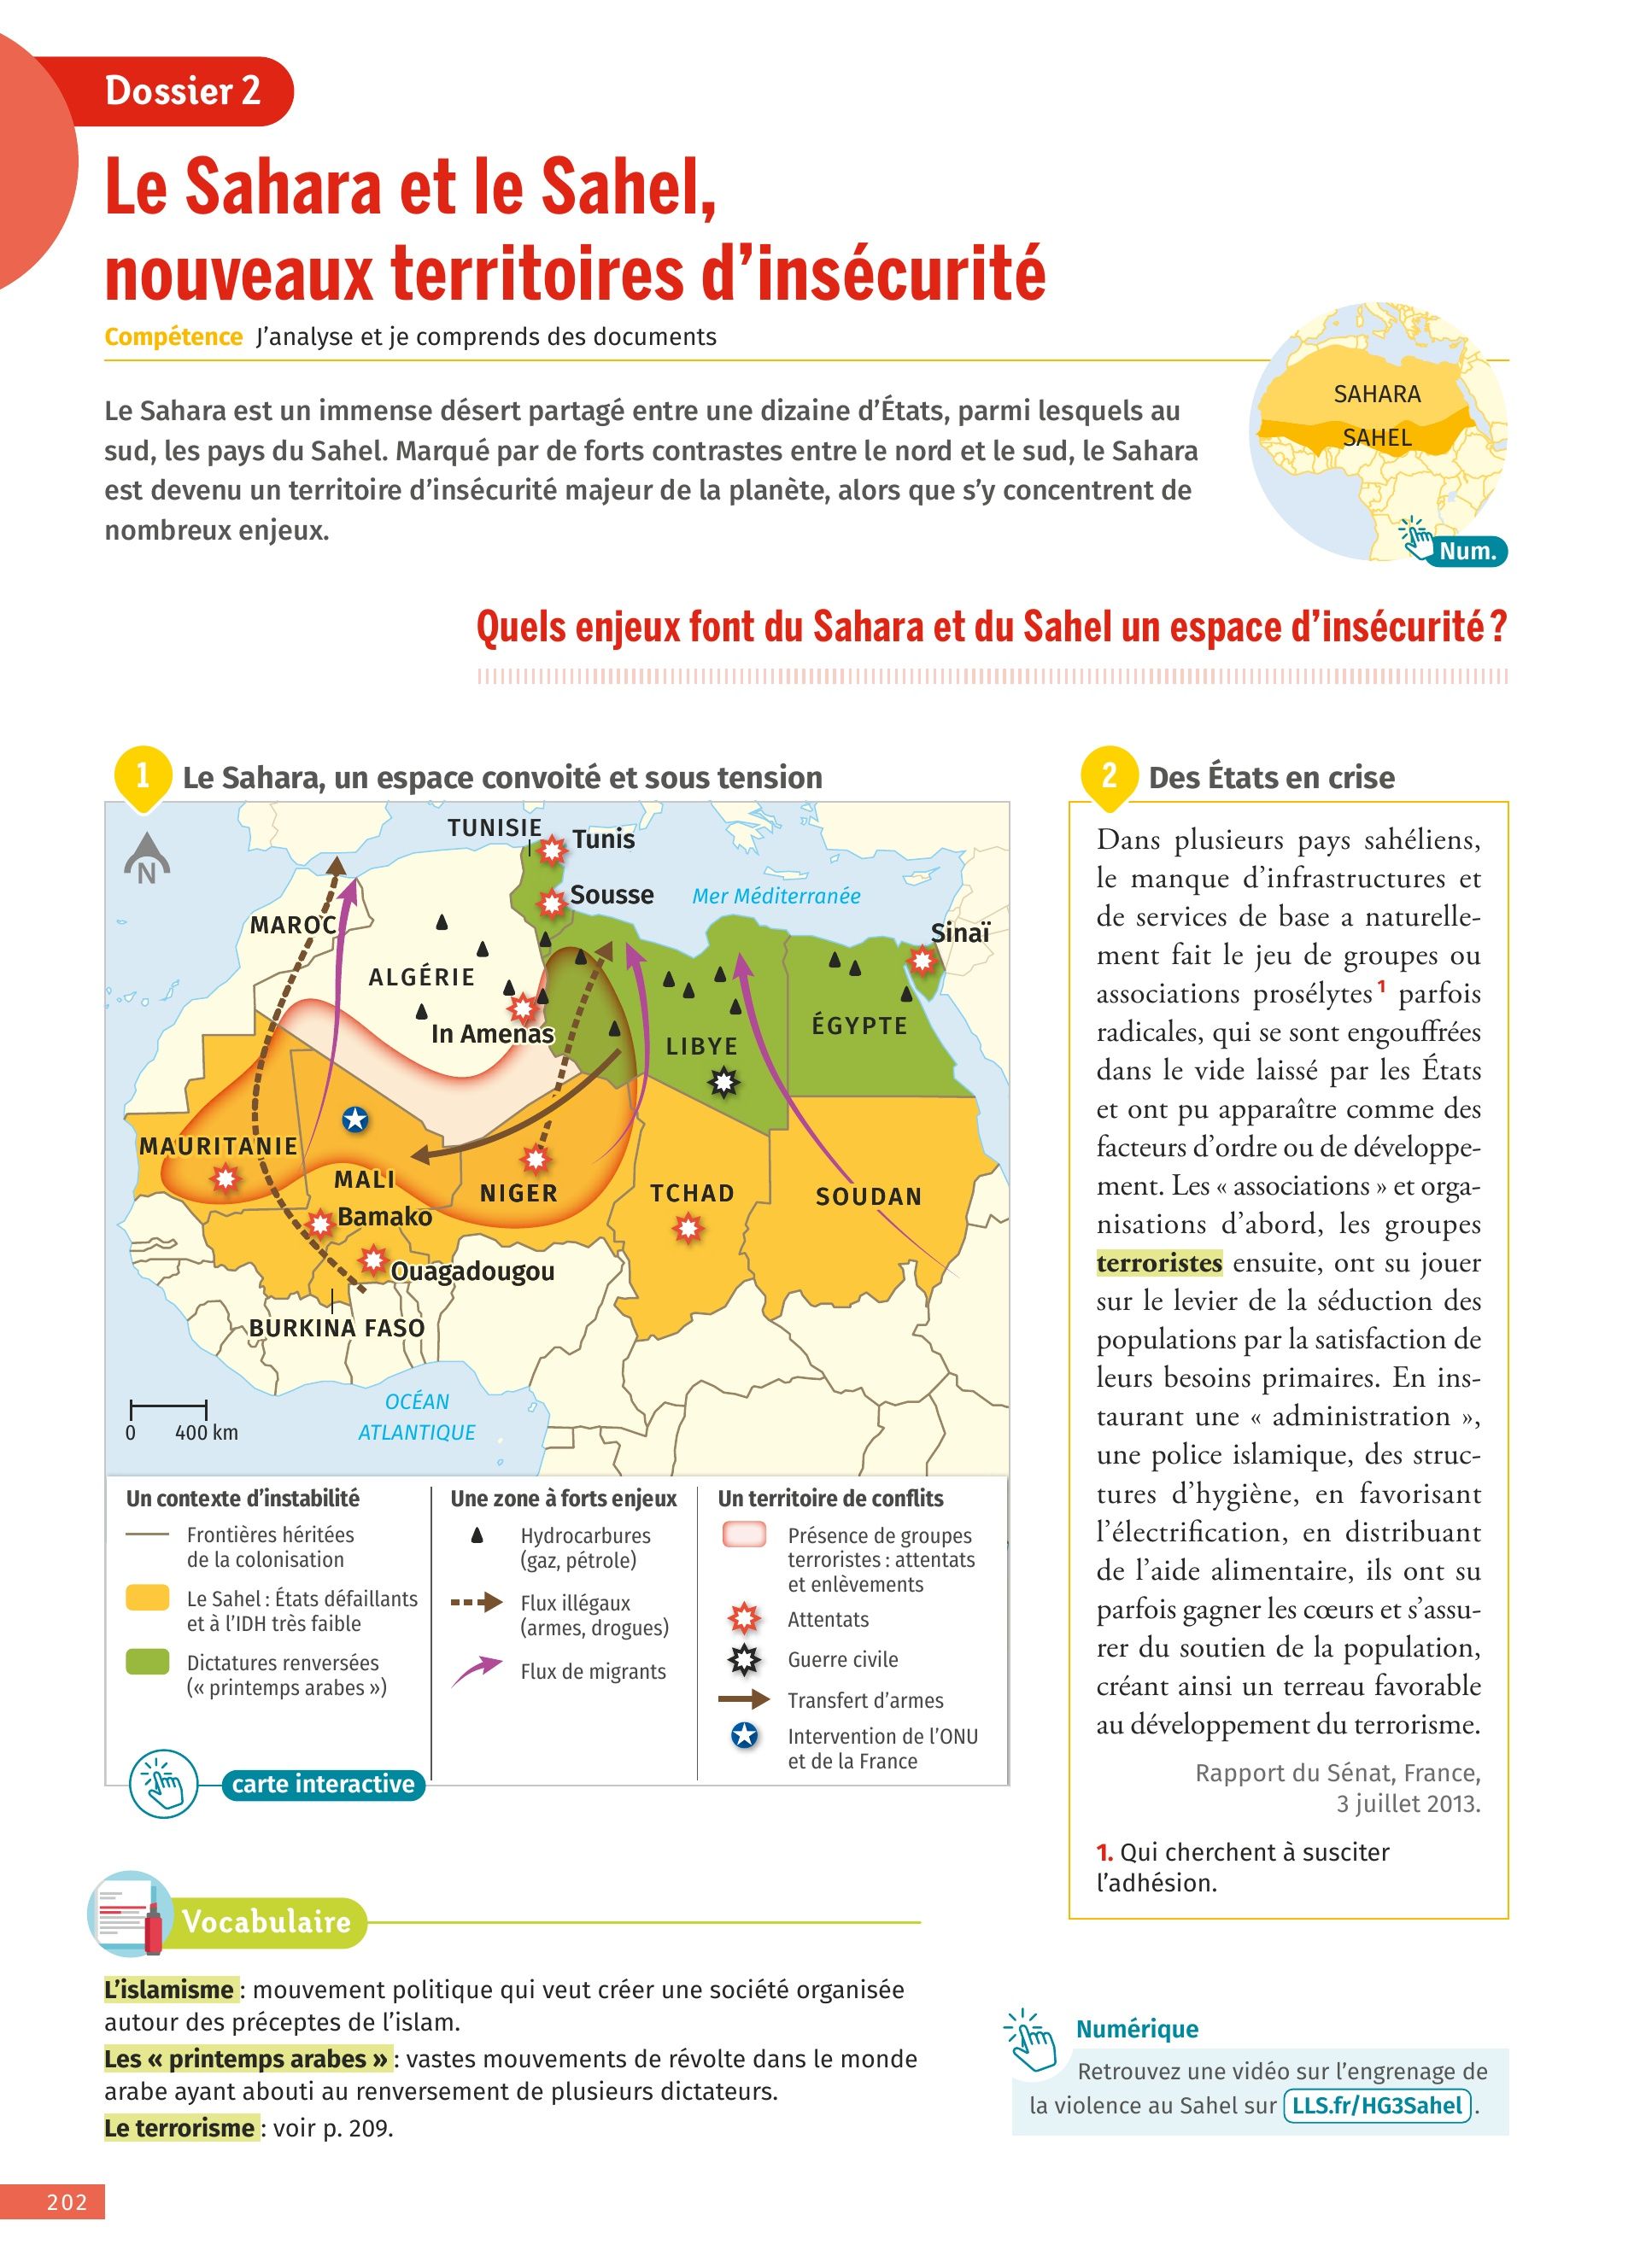 Dossier 2
Le Sahara et le Sahel,
nouveaux territoires d'insécurité
Compétence J'analyse et je comprends des documents
Le Sahara est un immense désert partagé entre une dizaine d'États, parmi lesquels au
sud, les pays du Sahel. Marqué par de forts contrastes entre le nord et le sud, le Sahara
est devenu un territoire d'insécurité majeur de la planète, alors que s'y concentrent de
nombreux enjeux.
SAHARA
SAHEL
Num.
Quels enjeux font du Sahara et du Sahel un espace d'insécurité ?
1 Le Sahara, un espace convoité et sous tension
N
TUNISIE
Tunis
Sousse
Mer Méditerranée
Sinaï
MAROC
ALGÉRIE
In Amenas
LIBYE
ÉGYPTE
MAURITANIE
MALI
NIGER
TCHAD
SOUDAN
Bamako
Ouagadougou
BURKINA FASO
OCÉAN
ATLANTIQUE
0 400 km
Un contexte d'instabilité
Frontières héritées
de la colonisation
Le Sahel : États défaillants
et à l'IDH très faible
Dictatures renversées
(« printemps arabes »)
Une zone à forts enjeux
Hydrocarbures
(gaz, pétrole)
Flux illégaux
(armes, drogues)
Flux de migrants
Un territoire de conflits
Présence de groupes
terroristes : attentats
et enlèvements
Attentats
Guerre civile
Transfert d'armes
Intervention de l'ONU
et de la France
carte interactive
2 Des États en crise
Dans plusieurs pays sahéliens,
le manque d'infrastructures et
de services de base a naturelle-
ment fait le jeu de groupes ou
associations prosélytes 1 parfois
radicales, qui se sont engouffrées
dans le vide laissé par les États
et ont pu apparaître comme des
facteurs d'ordre ou de développe-
ment. Les « associations » et orga-
nisations d'abord, les groupes
terroristes ensuite, ont su jouer
sur le levier de la séduction des
populations par la satisfaction de
leurs besoins primaires. En ins-
taurant une « administration »,
une police islamique, des struc-
tures d'hygiène, en favorisant
l'électrification, en distribuant
de l'aide alimentaire, ils ont su
parfois gagner les cœurs et s'assu-
rer du soutien de la population,
créant ainsi un terreau favorable
au développement du terrorisme.
Rapport du Sénat, France,
3 juillet 2013.
1. Qui cherchent à susciter
l'adhésion.
Vocabulaire
L'islamisme : mouvement politique qui veut créer une société organisée
autour des préceptes de l'islam.
Les « printemps arabes » : vastes mouvements de révolte dans le monde
arabe ayant abouti au renversement de plusieurs dictateurs.
Le terrorisme : voir p. 209.
Numérique
Retrouvez une vidéo sur l'engrenage de
la violence au Sahel sur LLS.fr/HG3Sahel .
202